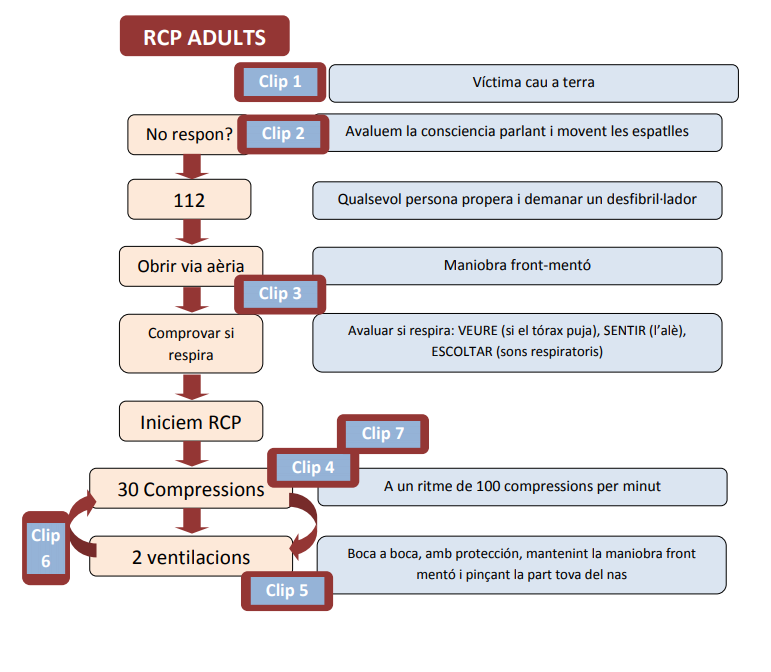 RCP ADULTS
Clip 1
Víctima cau a terra
No respon?
Clip 2
Avaluem la consciencia parlant i movent les espatlles
112
Qualsevol persona propera i demanar un desfibril·lador
Obrir via aèria
Maniobra front-mentó
Clip 3
Comprovar si
respira
Avaluar si respira: VEURE (si el tórax puja), SENTIR (l'alè),
ESCOLTAR (sons respiratoris)
Iniciem RCP
Clip 7
Clip 4
30 Compressions
A un ritme de 100 compressions per minut
Clip
6
2 ventilacions
Boca a boca, amb protección, mantenint la maniobra front
mentó i pinçant la part tova del nas
Clip 5